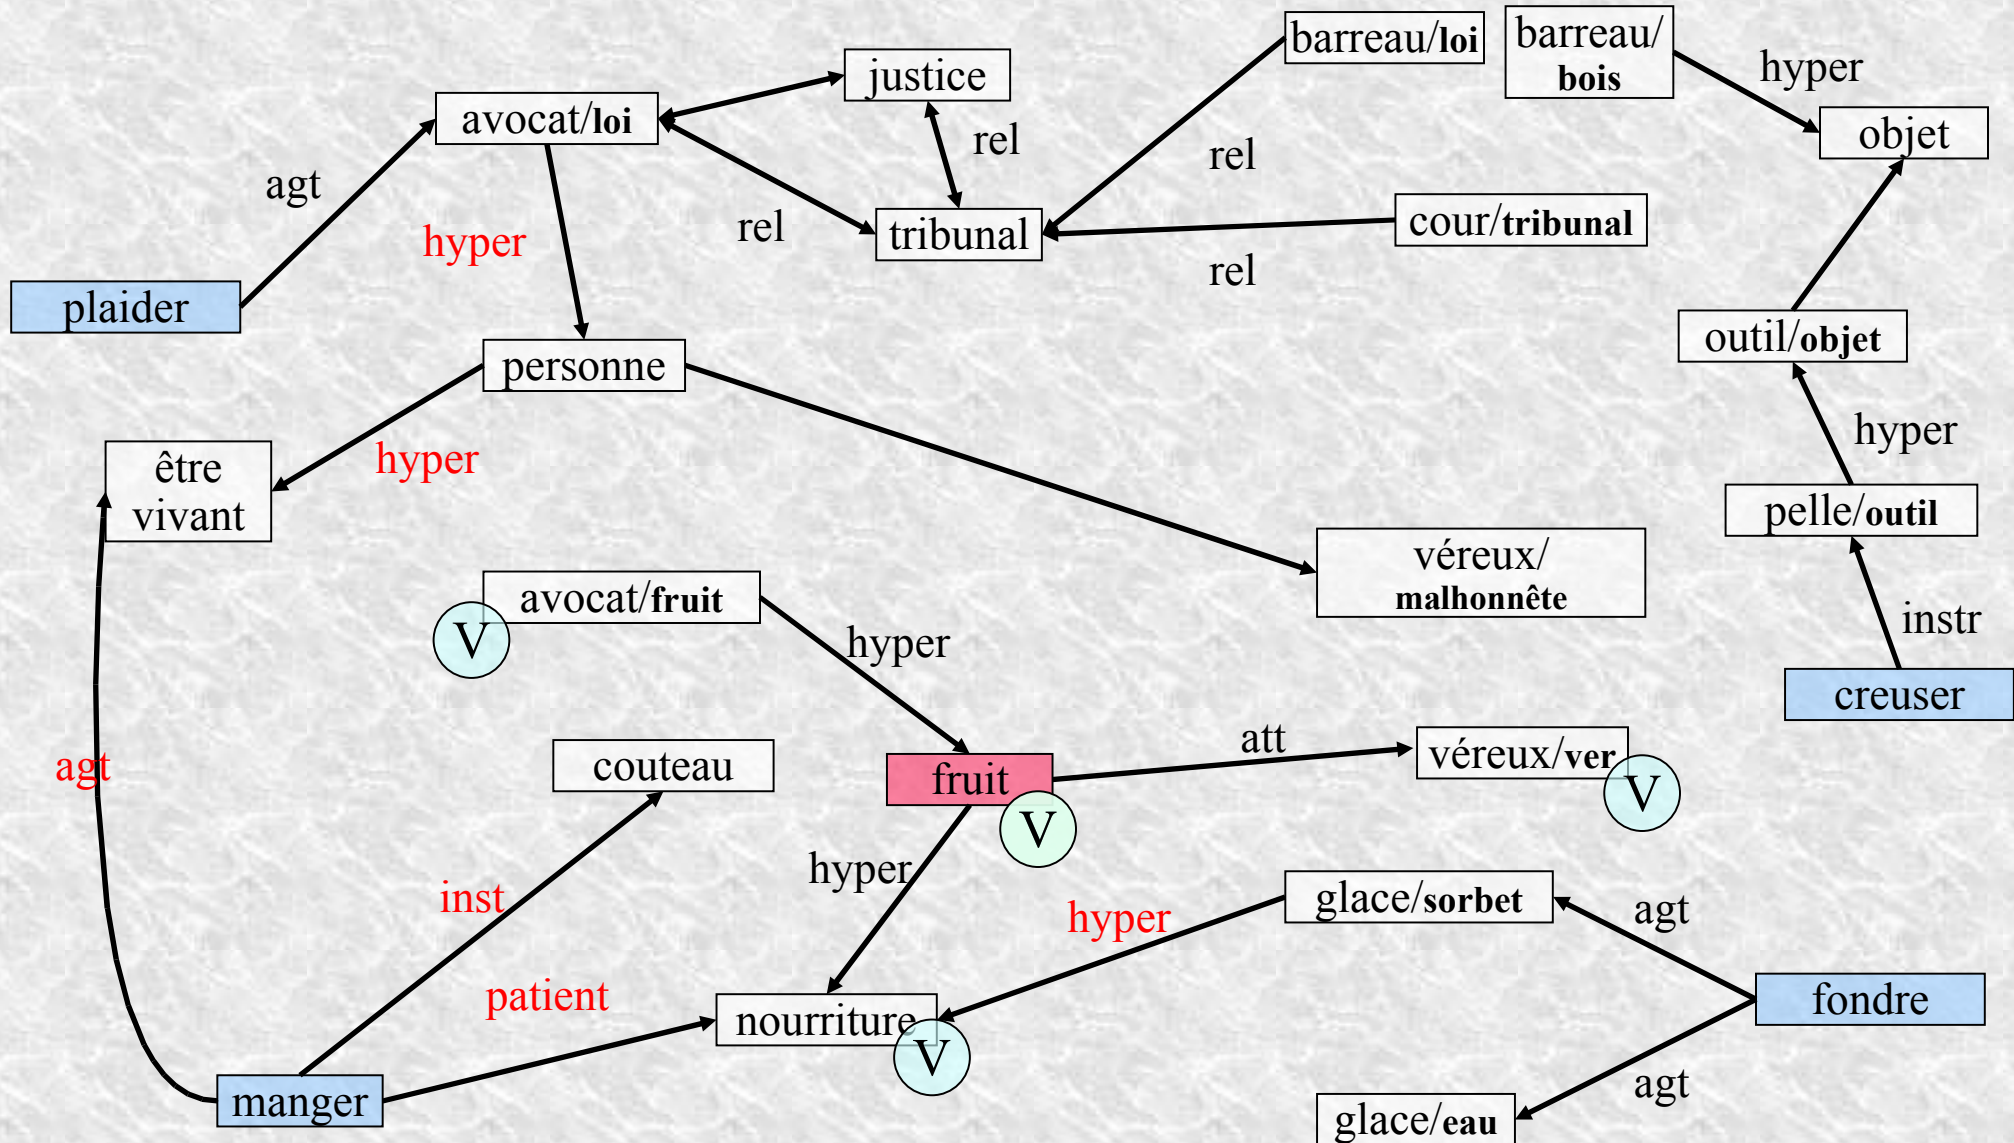 barreau/loi
barreau/
bois
hyper
justice
avocat/loi
objet
rel
rel
agt
rel
hyper
tribunal
cour/tribunal
rel
plaider
outil/objet
personne
hyper
hyper
être
vivant
pelle/outil
véreux/
malhonnête
avocat/fruit
V
hyper
instr
creuser
att
véreux/ver
V
agt
couteau
fruit
V
hyper
inst
hyper
glace/sorbet
agt
patient
nourriture
V
fondre
manger
agt
glace/eau